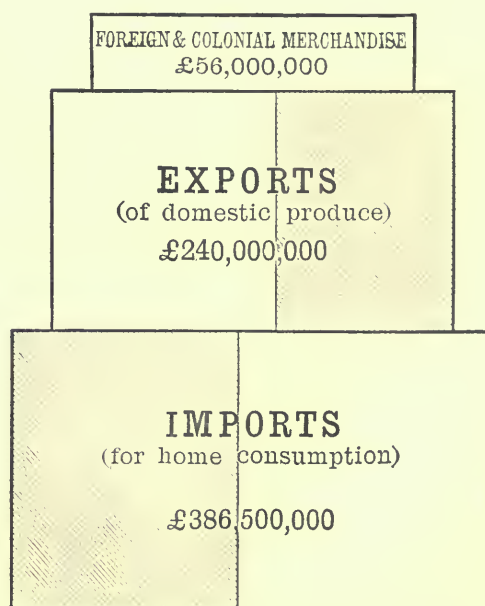 FOREIGN & COLONIAL MERCHANDISE
£56,000,000
EXPORTS
(of domestic produce)
£240,000,000
IMPORTS
(for home consumption)
£386,500,000